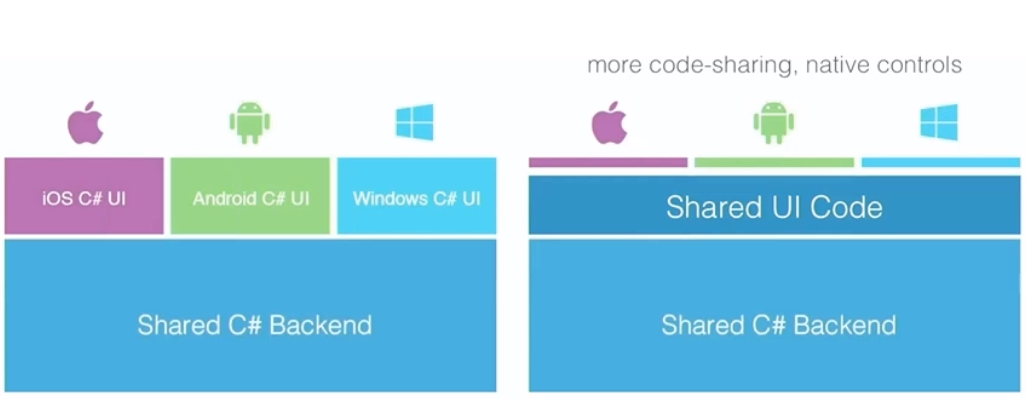 more code-sharing, native controls
iOS C# UI
Android C# UI
Windows C# UI
Shared UI Code
Shared C# Backend
Shared C# Backend